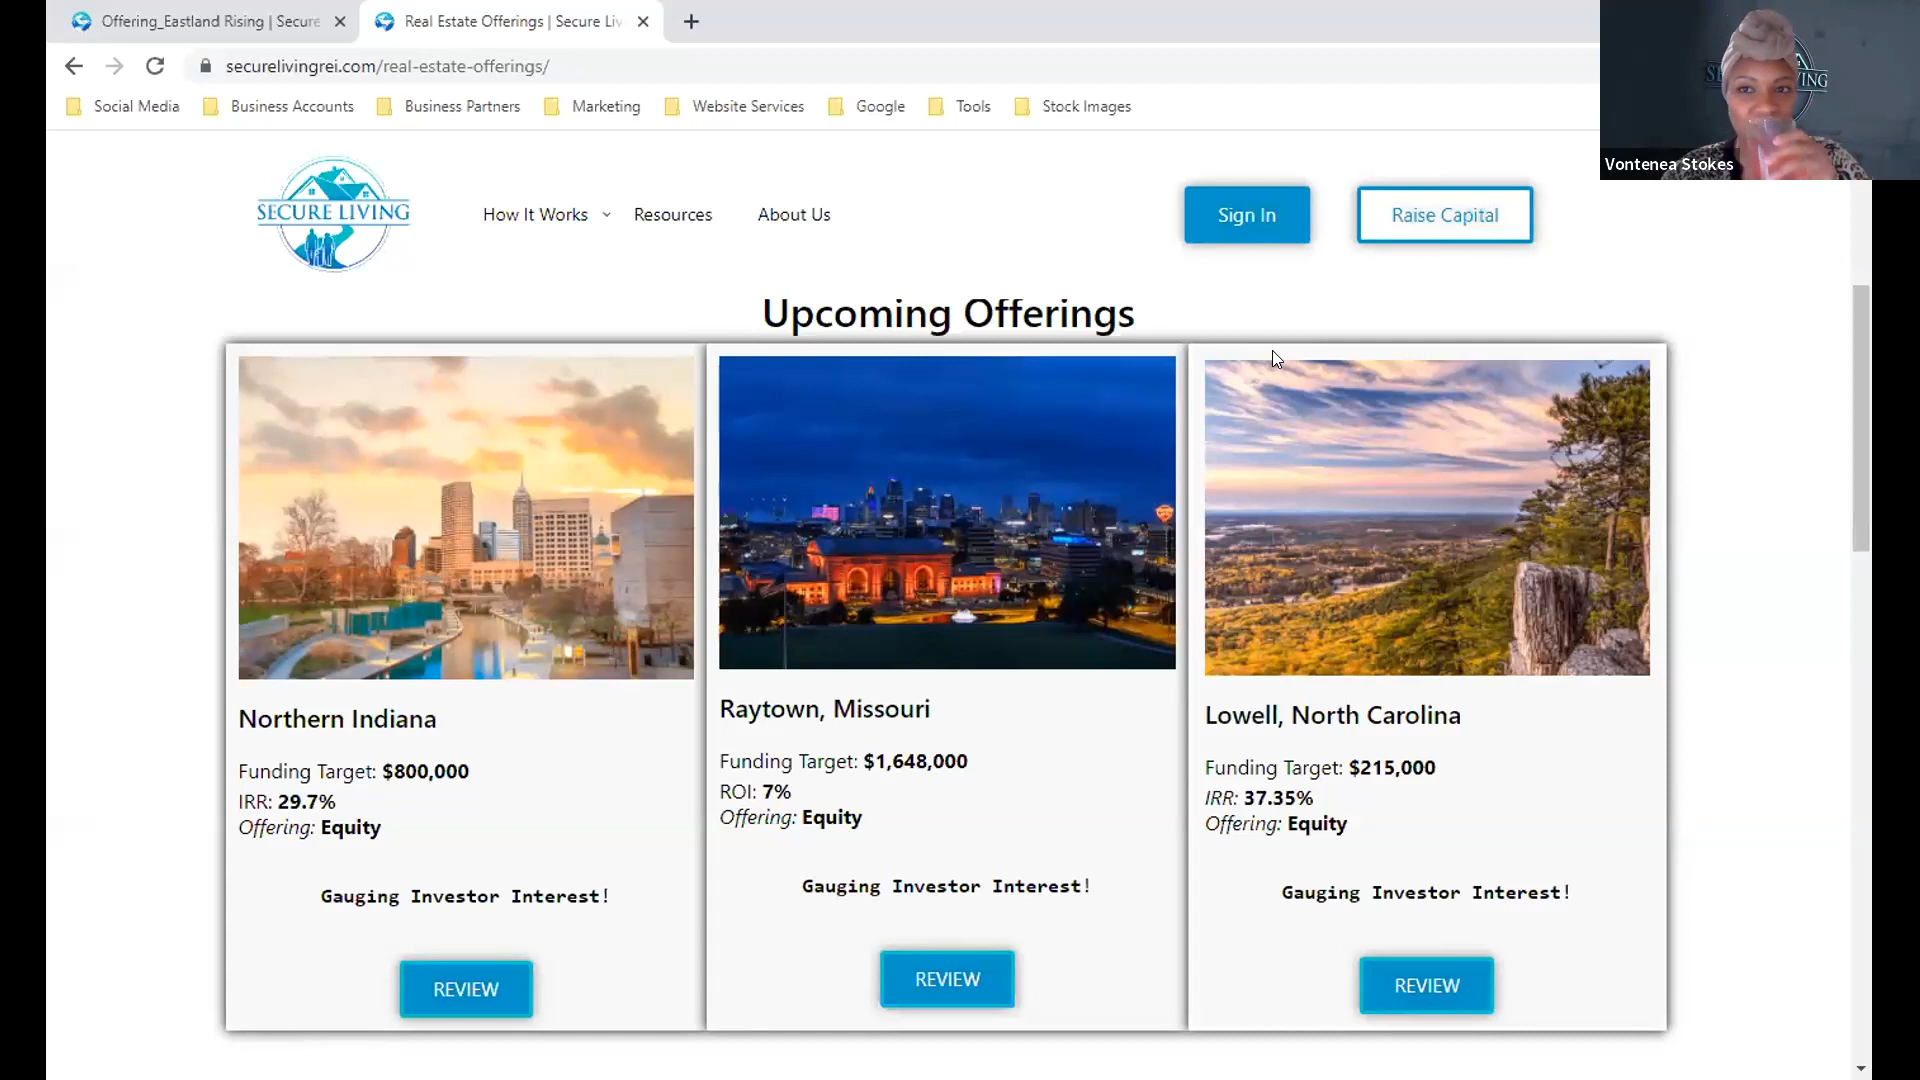 Offering_Eastland Rising | Secure
Real Estate Offerings | Secure Liv
securelivingrei.com/real-estate-offerings/
Social Media
Business Accounts
Business Partners
Marketing
Website Services
Google
Tools
Stock Images
Vontenea Stokes
SECURE LIVING
How It Works
Resources
About Us
Sign In
Raise Capital
Upcoming Offerings
Northern Indiana
Funding Target: $800,000
IRR: 29.7%
Offering: Equity
Gauging Investor Interest!
REVIEW
Raytown, Missouri
Funding Target: $1,648,000
ROI: 7%
Offering: Equity
Gauging Investor Interest!
REVIEW
Lowell, North Carolina
Funding Target: $215,000
IRR: 37.35%
Offering: Equity
Gauging Investor Interest!
REVIEW